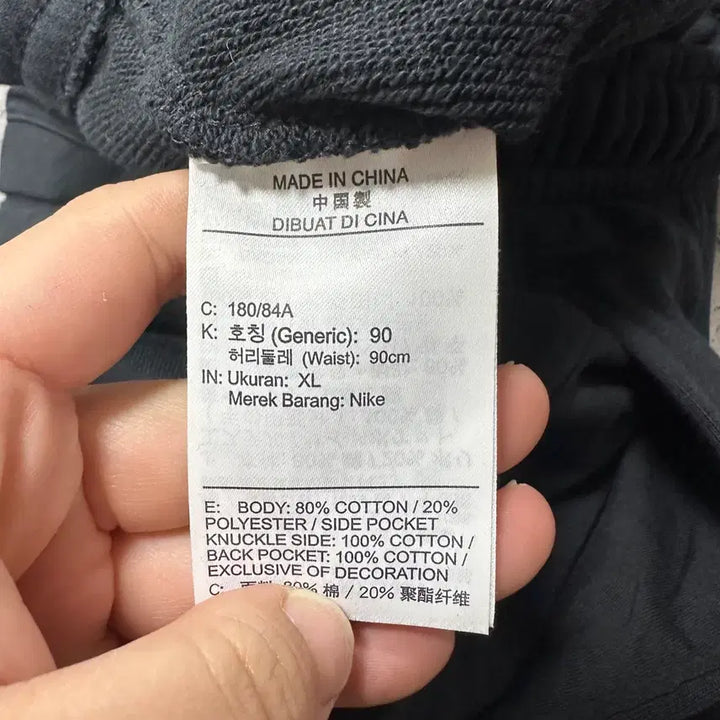 MADE IN CHINA
中国製
DIBUAT DI CINA
C: 180/84A
K: 호칭 (Generic): 90
허리둘레 (Waist): 90cm
IN: Ukuran: XL
Merek Barang: Nike
E: BODY: 80% COTTON / 20%
POLYESTER / SIDE POCKET
KNUCKLE SIDE: 100% COTTON /
BACK POCKET: 100% COTTON /
EXCLUSIVE OF DECORATION
C: 面料 80% 棉 / 20% 聚酯纤维